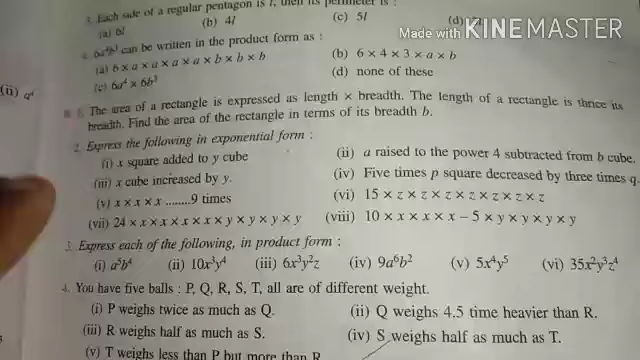 3. Each side of a regular pentagon is l, then its perimeter is :
(a) 6l (b) 4l (c) 5l (d)
Made with KINEMASTER
4. 6a⁴b³ can be written in the product form as :
(a) 6 × a × a × a × a × b × b × b (b) 6 × 4 × 3 × a × b
(c) 6a⁴ × 6b³ (d) none of these
(ii) a⁴
The area of a rectangle is expressed as length × breadth. The length of a rectangle is thrice its
breadth. Find the area of the rectangle in terms of its breadth b.
2. Express the following in exponential form :
(i) x square added to y cube (ii) a raised to the power 4 subtracted from b cube.
(iii) x cube increased by y. (iv) Five times p square decreased by three times q.
(v) x × x × x ........9 times (vi) 15 × z × z × z × z × z × z × z
(vii) 24 × x × x × x × x × y × y × y × y (viii) 10 × x × x × x – 5 × y × y × y × y
3. Express each of the following, in product form :
(i) a⁵b⁴ (ii) 10x³y⁴ (iii) 6x³y²z (iv) 9a⁶b² (v) 5x⁴y⁵ (vi) 35x²y³z⁴
4. You have five balls : P, Q, R, S, T, all are of different weight.
(i) P weighs twice as much as Q. (ii) Q weighs 4.5 time heavier than R.
(iii) R weighs half as much as S. (iv) S weighs half as much as T.
(v) T weighs less than P but more than R